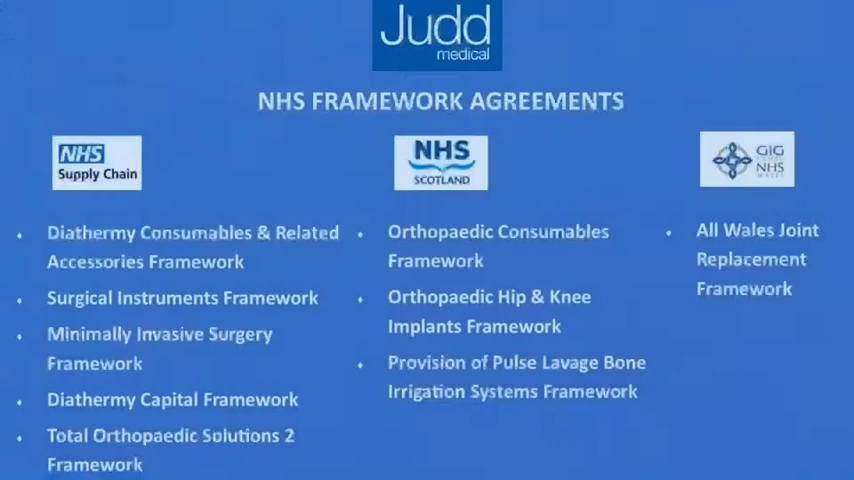 Judd
medical
NHS FRAMEWORK AGREEMENTS
NHS
Supply Chain
Diathermy Consumables & Related
Accessories Framework
Surgical Instruments Framework
Minimally Invasive Surgery
Framework
Diathermy Capital Framework
Total Orthopaedic Solutions 2
Framework
NHS
SCOTLAND
Orthopaedic Consumables
Framework
Orthopaedic Hip & Knee
Implants Framework
Provision of Pulse Lavage Bone
Irrigation Systems Framework
GIG
NHS
All Wales Joint
Replacement
Framework